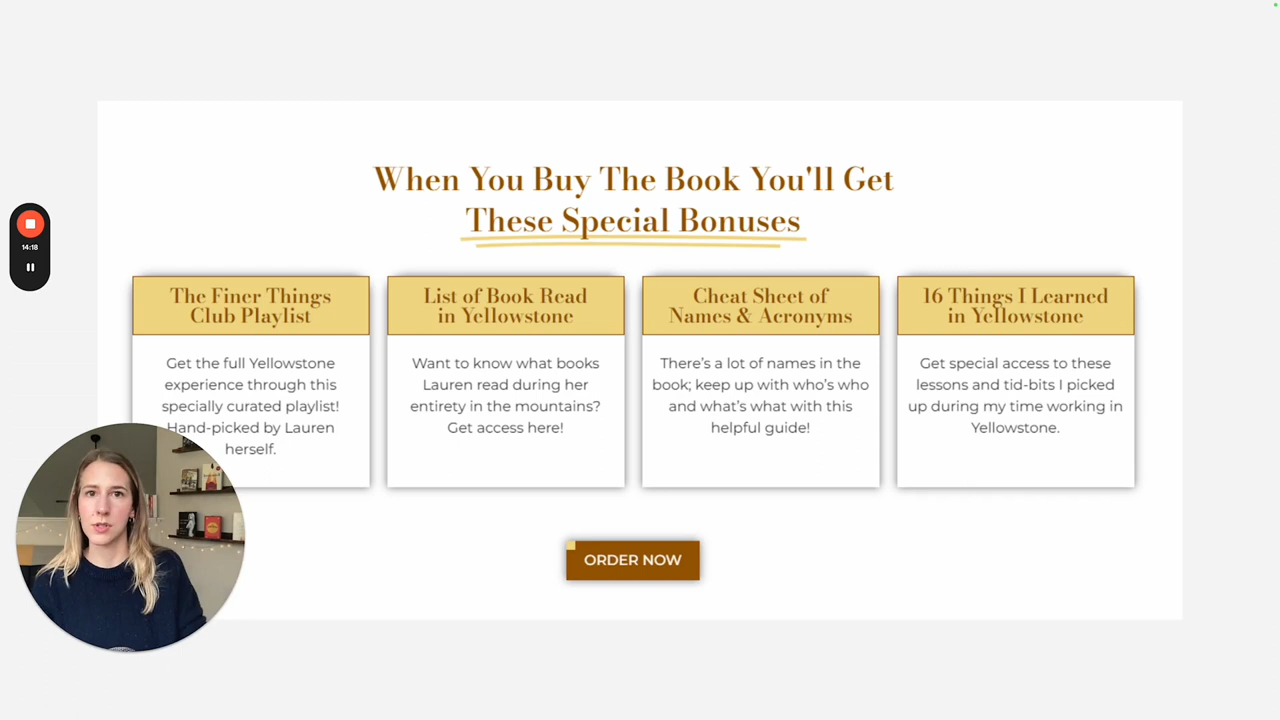 When You Buy The Book You'll Get
These Special Bonuses
The Finer Things
Club Playlist
Get the full Yellowstone
experience through this
specially curated playlist!
Hand-picked by Lauren
herself.
List of Book Read
in Yellowstone
Want to know what books
Lauren read during her
entirety in the mountains?
Get access here!
Cheat Sheet of
Names & Acronyms
There’s a lot of names in the
book; keep up with who’s who
and what’s what with this
helpful guide!
16 Things I Learned
in Yellowstone
Get special access to these
lessons and tid-bits I picked
up during my time working in
Yellowstone.
ORDER NOW
14:18